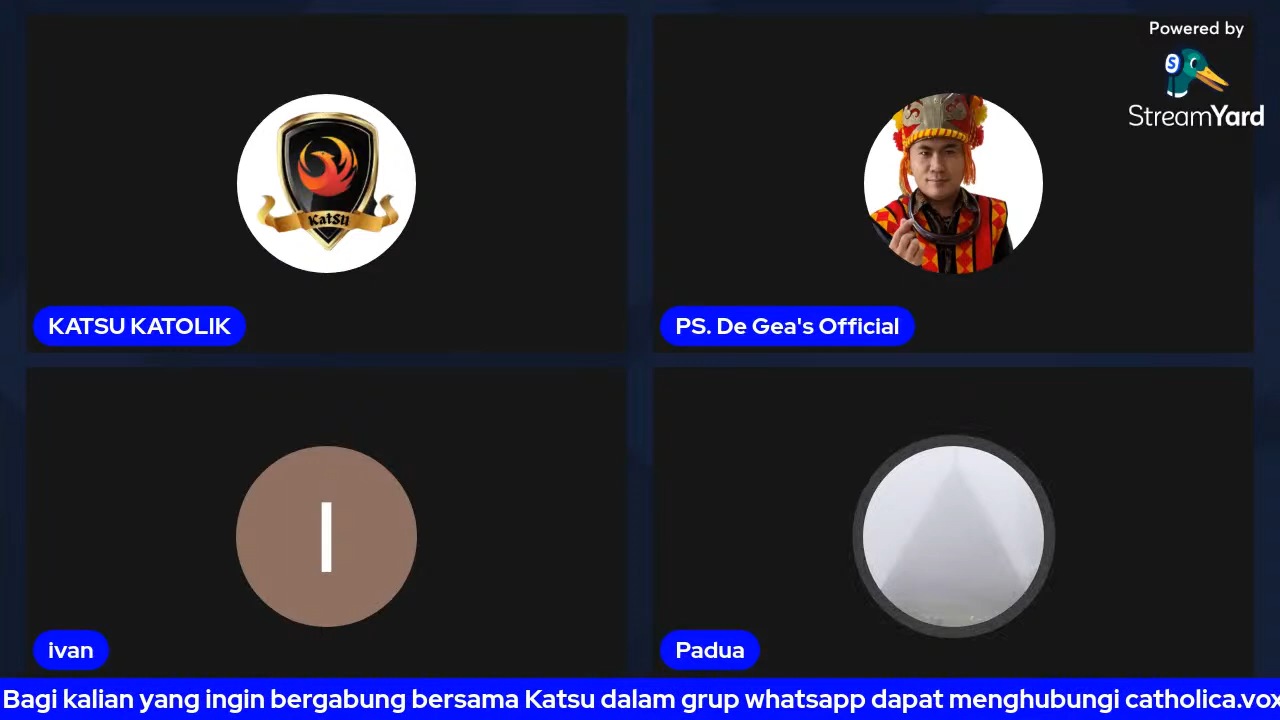 Powered by
StreamYard
S
KatSU
KATSU KATOLIK
PS. De Gea's Official
I
ivan
Padua
Bagi kalian yang ingin bergabung bersama Katsu dalam grup whatsapp dapat menghubungi catholica.vox